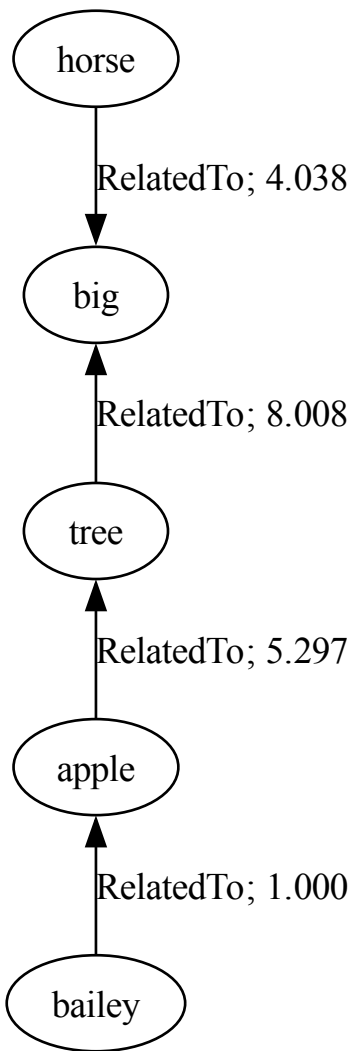 horse
RelatedTo; 4.038
big
RelatedTo; 8.008
tree
RelatedTo; 5.297
apple
RelatedTo; 1.000
bailey